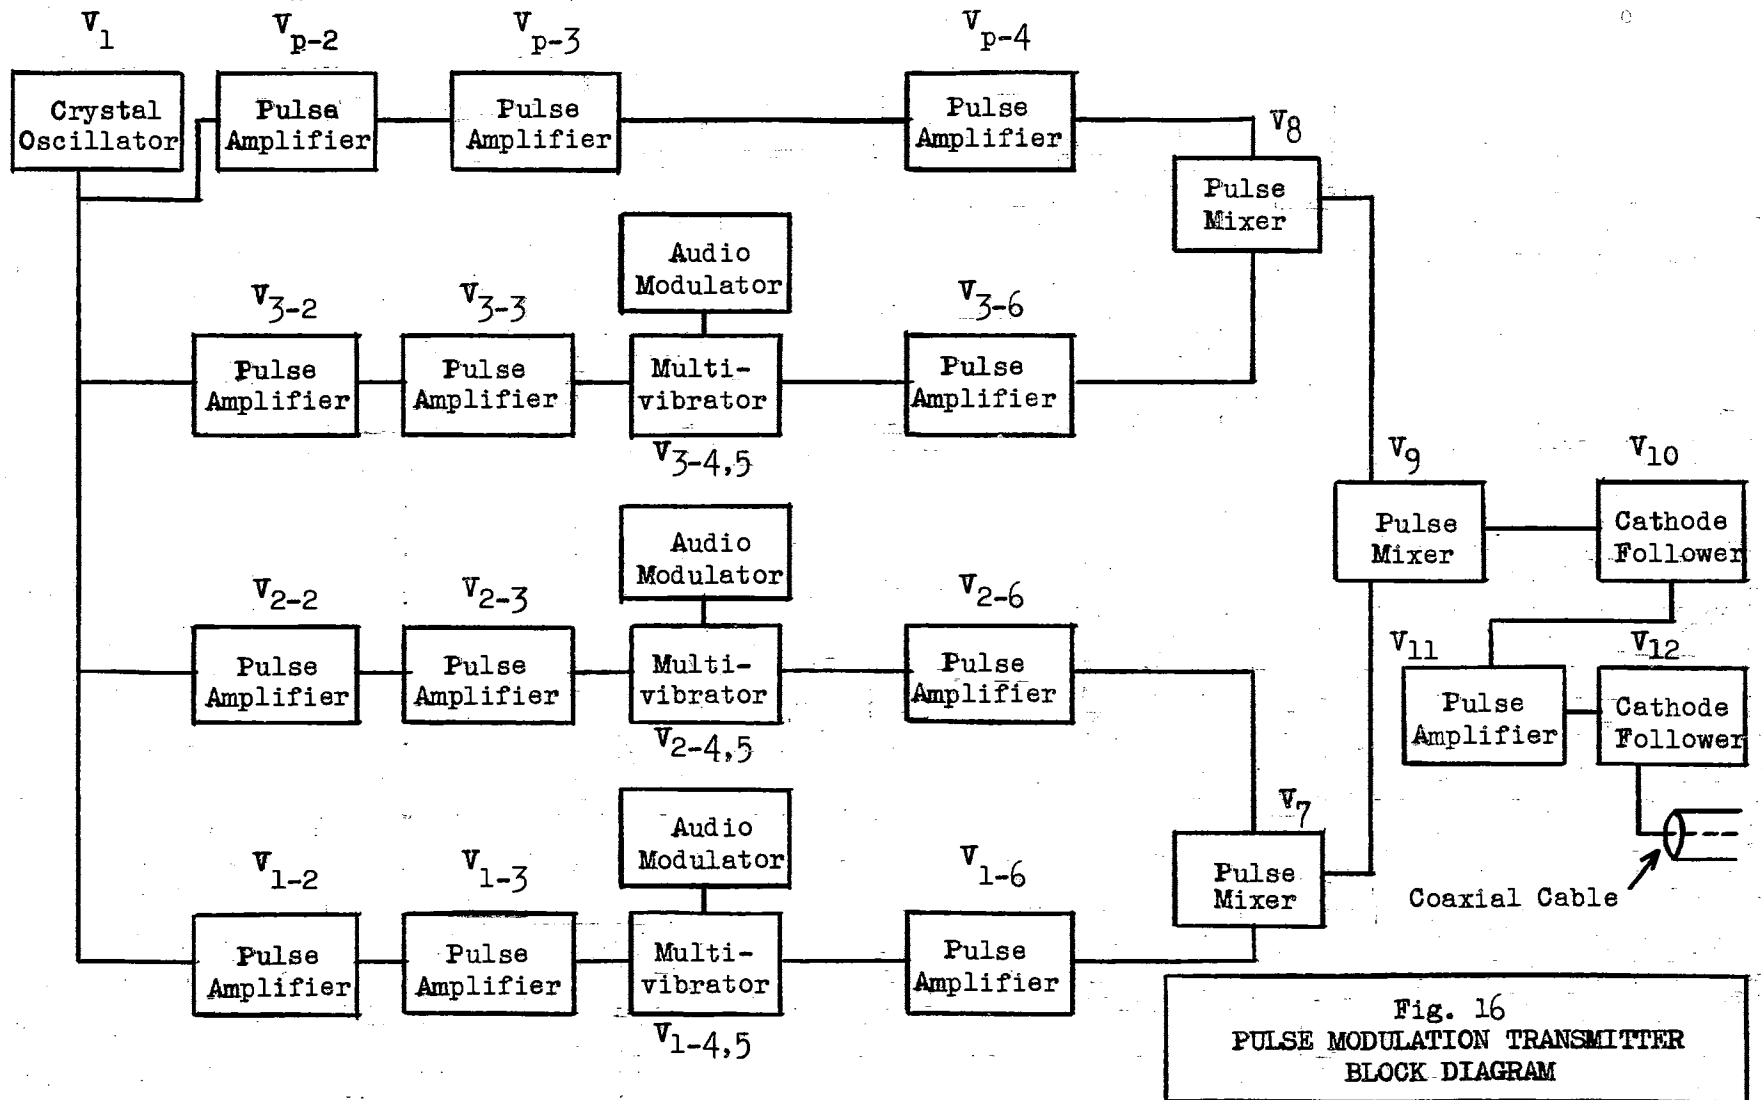 V1
Vp-2
Vp-3
Vp-4
Crystal
Oscillator
Pulse
Amplifier
Pulse
Amplifier
Pulse
Amplifier
V8
Pulse
Mixer
Audio
Modulator
V3-2
V3-3
V3-6
Pulse
Amplifier
Pulse
Amplifier
Multi-
vibrator
Pulse
Amplifier
V3-4,5
V9
V10
Pulse
Mixer
Cathode
Follower
Audio
Modulator
V2-2
V2-3
V2-6
Pulse
Amplifier
Pulse
Amplifier
Multi-
vibrator
Pulse
Amplifier
V2-4,5
V11
V12
Pulse
Amplifier
Cathode
Follower
Audio
Modulator
V7
Pulse
Mixer
Coaxial Cable
V1-2
V1-3
V1-6
Pulse
Amplifier
Pulse
Amplifier
Multi-
vibrator
Pulse
Amplifier
V1-4,5
Fig. 16
PULSE MODULATION TRANSMITTER
BLOCK DIAGRAM